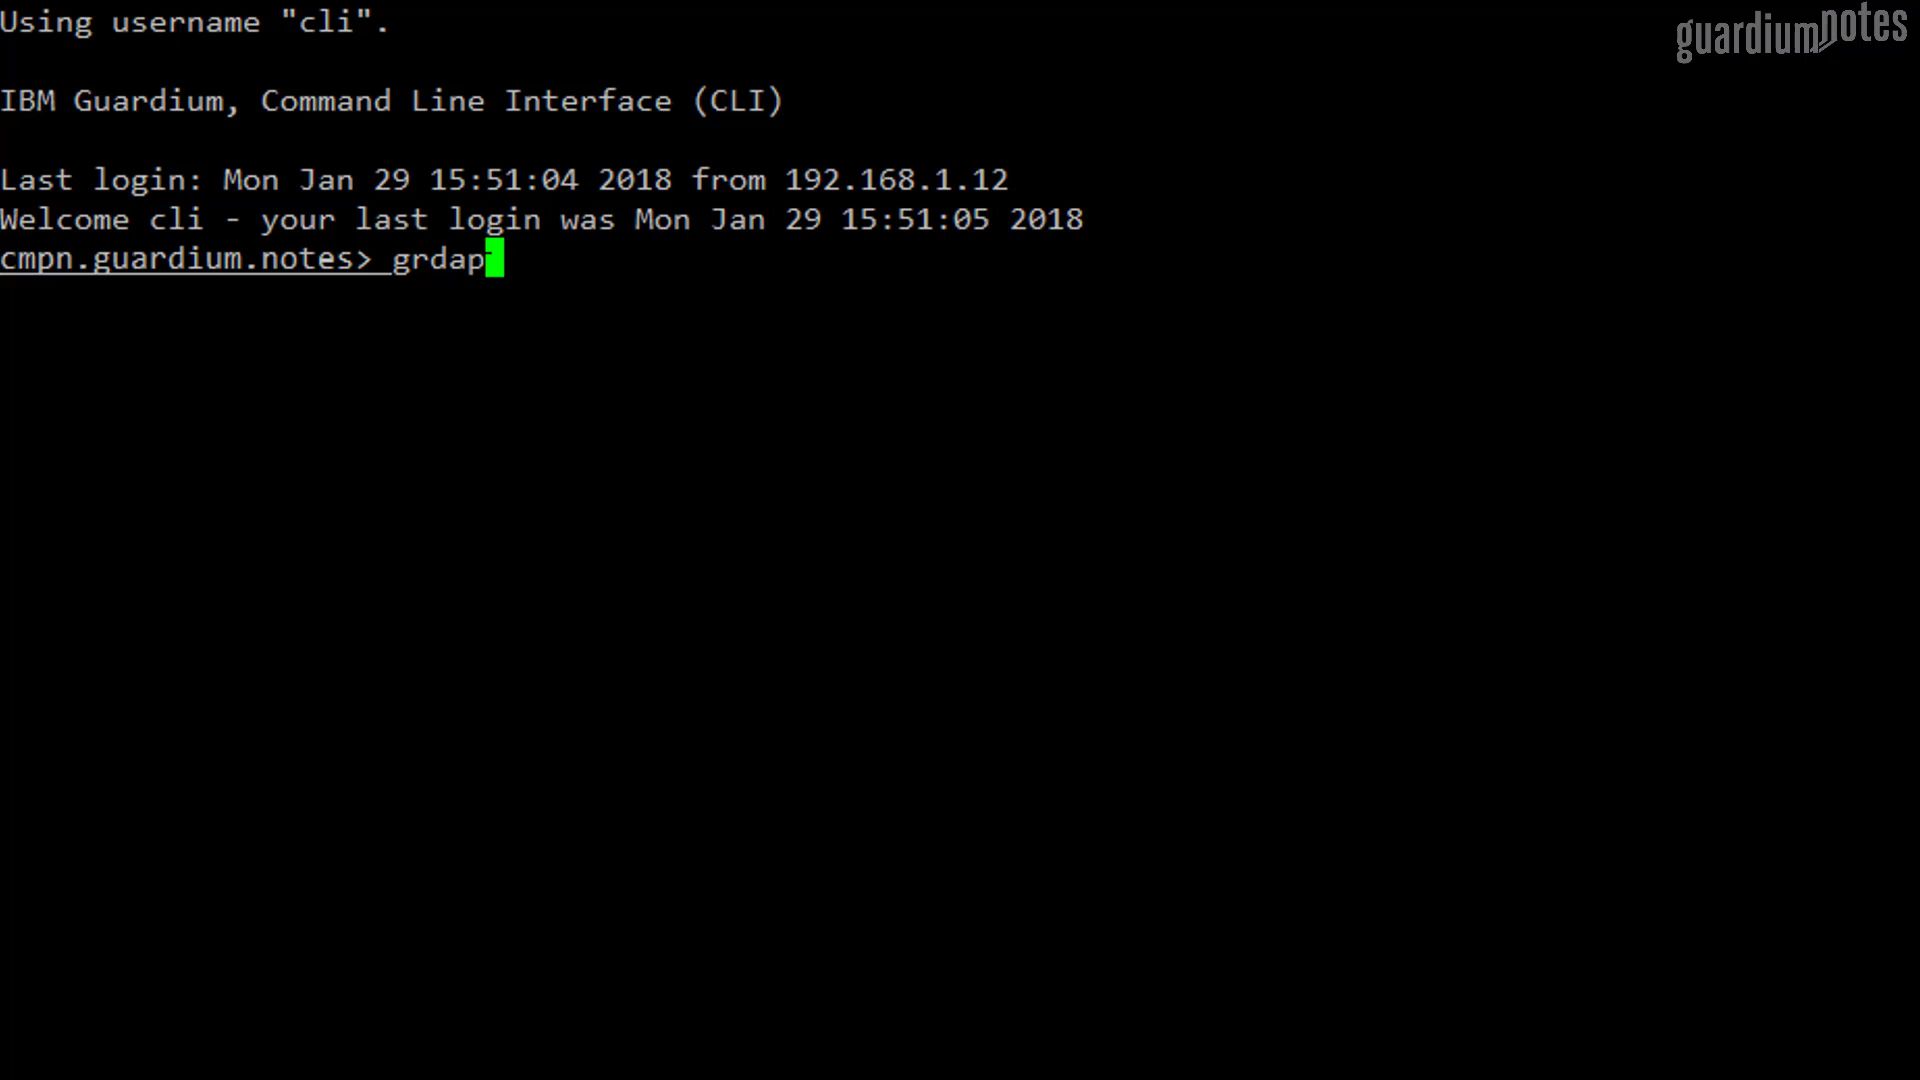 Using username "cli".
guardiumnotes
IBM Guardium, Command Line Interface (CLI)
Last login: Mon Jan 29 15:51:04 2018 from 192.168.1.12
Welcome cli - your last login was Mon Jan 29 15:51:05 2018
cmpn.guardium.notes> grdap